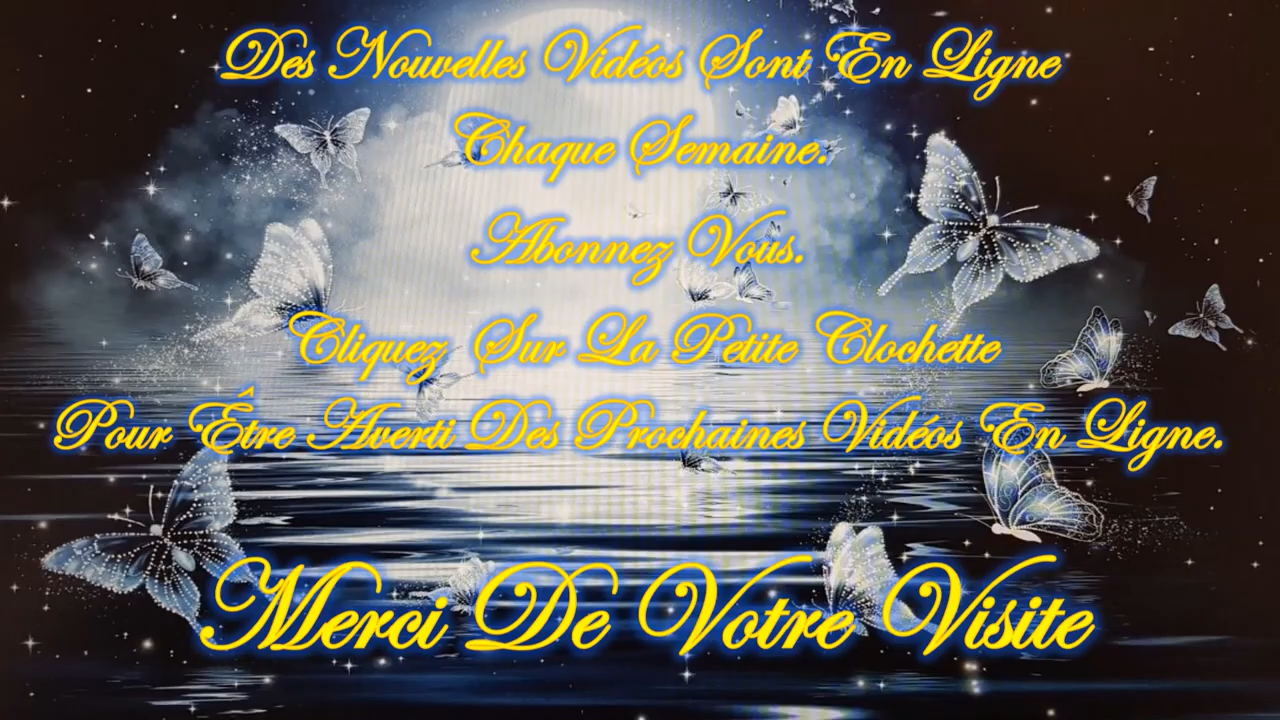 Des Nouvelles Vidéos Sont En Ligne
Chaque Semaine.
Abonnez Vous.
Cliquez Sur La Petite Clochette
Pour Être Averti Des Prochaines Vidéos En Ligne.
Merci De Votre Visite